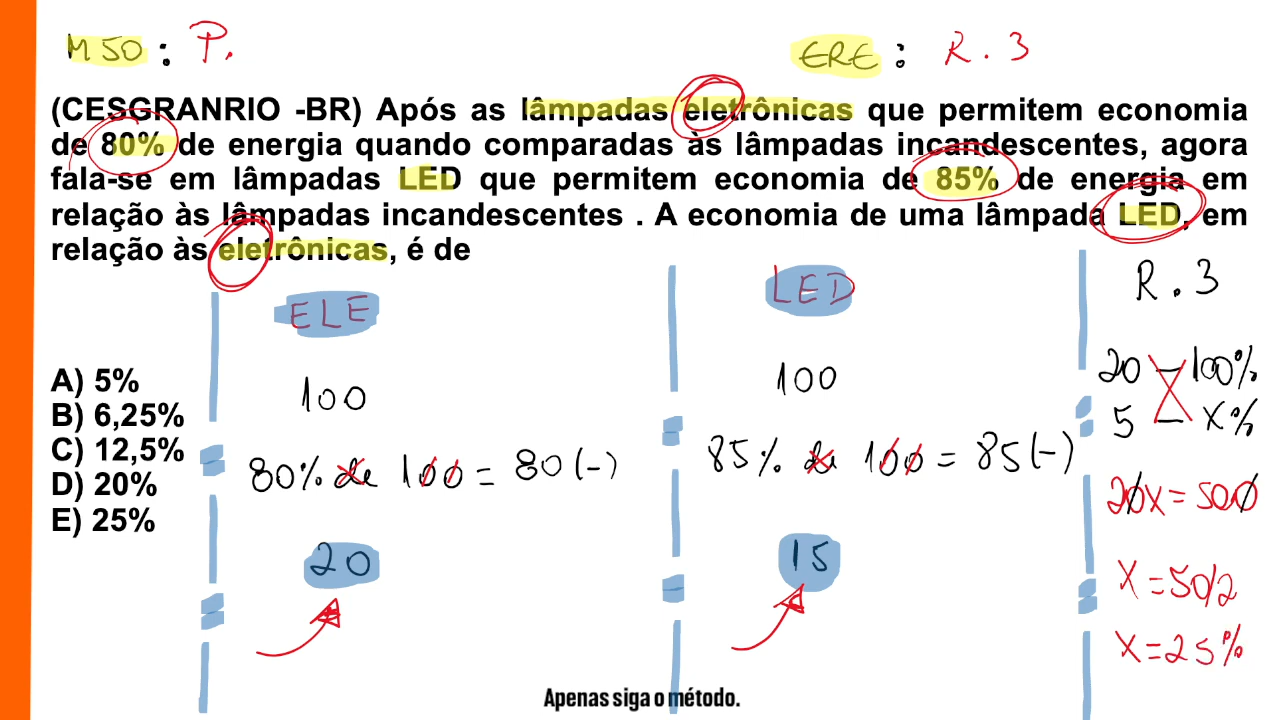 M50 : P.
ERE : R.3
(CESGRANRIO -BR) Após as lâmpadas eletrônicas que permitem economia
de 80% de energia quando comparadas às lâmpadas incandescentes, agora
fala-se em lâmpadas LED que permitem economia de 85% de energia em
relação às lâmpadas incandescentes . A economia de uma lâmpada LED, em
relação às eletrônicas, é de
A) 5%
B) 6,25%
C) 12,5%
D) 20%
E) 25%
ELE
100
80% de 100 = 80 (-)
20
LED
100
85% de 100 = 85 (-)
15
R.3
20 – 100%
5 – X%
20X = 500
X = 50/2
X = 25%
Apenas siga o método.